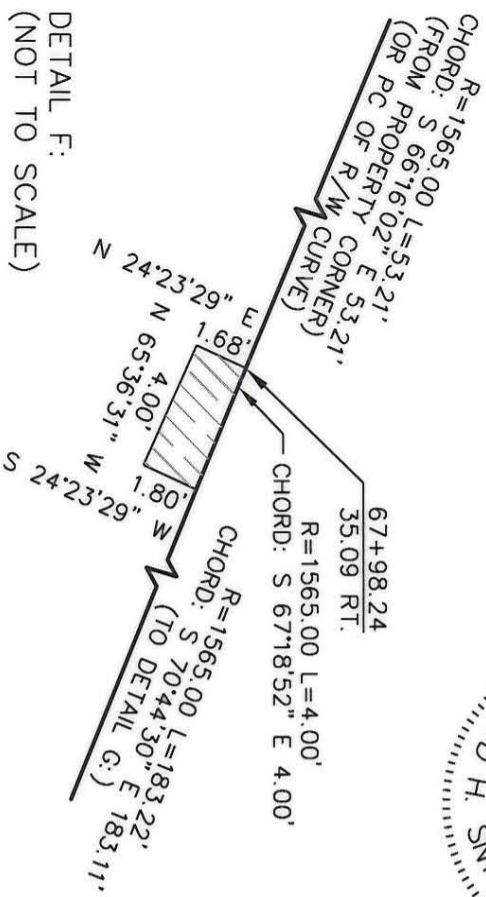 R=1565.00 L=53.21'
CHORD: S 66°16'02" E 53.21'
(FROM PROPERTY CORNER)
(OR PC OF R/W CURVE)
67+98.24
35.09 RT.
R=1565.00 L=4.00'
CHORD: S 67°18'52" E 4.00'
N 24°23'29" E
1.68'
N 65°36'31" W
4.00'
S 24°23'29" W
1.80'
R=1565.00 L=183.22'
CHORD: S 70°44'30" E 183.11'
(TO DETAIL G:)
DETAIL F:
(NOT TO SCALE)
H.